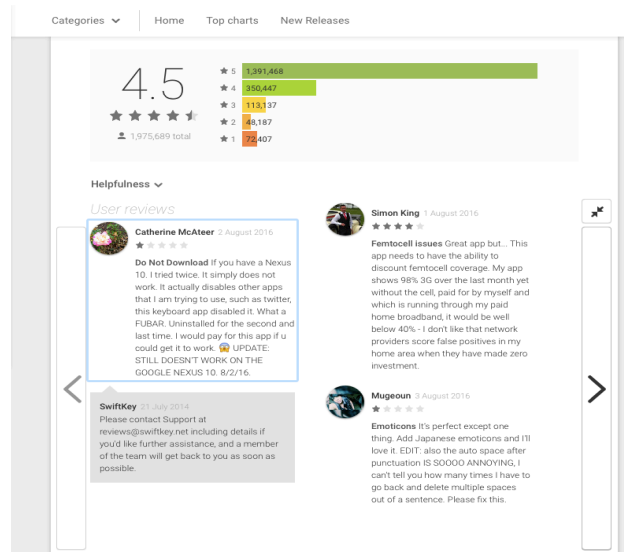 Categories Home Top charts New Releases
4.5
1,975,689 total
5 1,391,468
4 350,447
3 113,137
2 48,187
1 72,407
Helpfulness
User reviews
Catherine McAteer 2 August 2016
Do Not Download If you have a Nexus
10. I tried twice. It simply does not
work. It actually disables other apps
that I am trying to use, such as twitter,
this keyboard app disabled it. What a
FUBAR. Uninstalled for the second and
last time. I would pay for this app if u
could get it to work. 😱 UPDATE:
STILL DOESN'T WORK ON THE
GOOGLE NEXUS 10. 8/2/16.
SwiftKey 21 July 2014
Please contact Support at
reviews@swiftkey.net including details if
you'd like further assistance, and a member
of the team will get back to you as soon as
possible.
Simon King 1 August 2016
Femtocell issues Great app but... This
app needs to have the ability to
discount femtocell coverage. My app
shows 98% 3G over the last month yet
without the cell, paid for by myself and
which is running through my paid
home broadband, it would be well
below 40% - I don't like that network
providers score false positives in my
home area when they have made zero
investment.
Mugeoun 3 August 2016
Emoticons It's perfect except one
thing. Add Japanese emoticons and I'll
love it. EDIT: also the auto space after
punctuation IS SOOOO ANNOYING, I
can't tell you how many times I have to
go back and delete multiple spaces
out of a sentence. Please fix this.